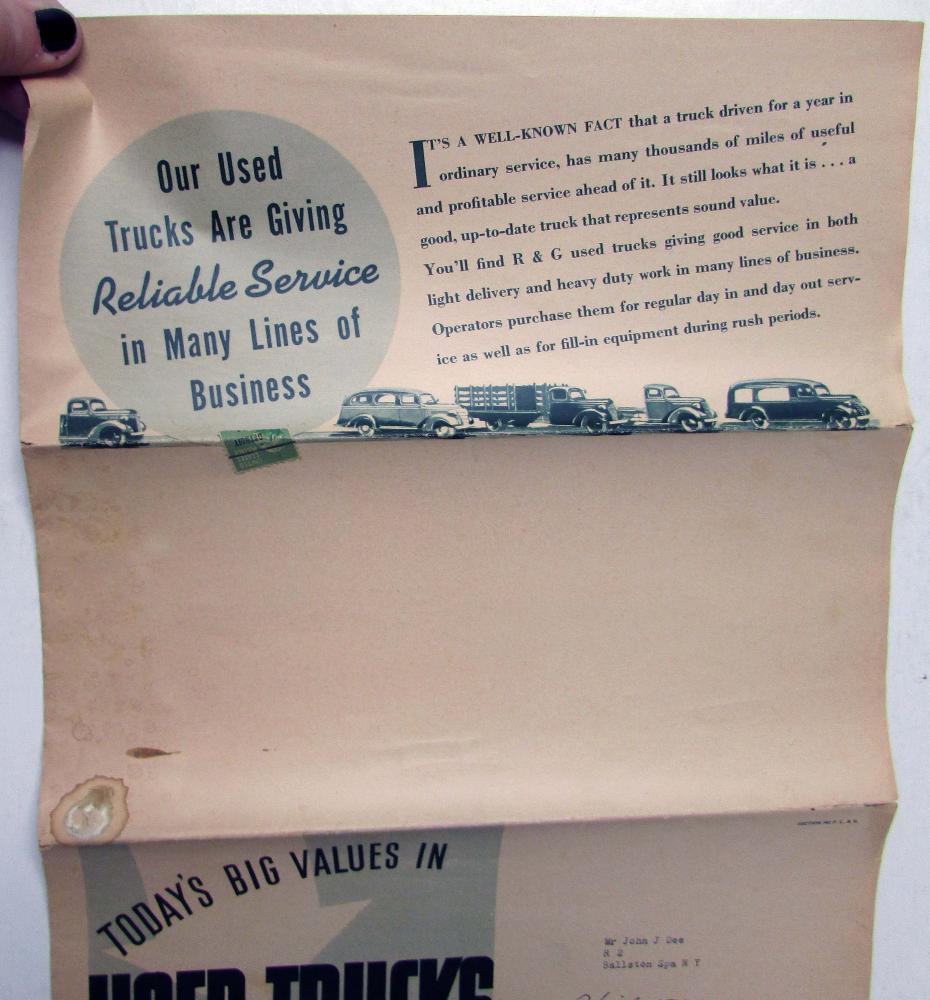 Our Used
Trucks Are Giving
Reliable Service
in Many Lines of
Business
IT'S A WELL-KNOWN FACT that a truck driven for a year in
ordinary service, has many thousands of miles of useful
and profitable service ahead of it. It still looks what it is . . . a
good, up-to-date truck that represents sound value.
You'll find R & G used trucks giving good service in both
light delivery and heavy duty work in many lines of business.
Operators purchase them for regular day in and day out serv-
ice as well as for fill-in equipment during rush periods.
TODAY'S BIG VALUES IN
USED TRUCKS
Mr John J Dee
R 2
Ballston Spa N Y